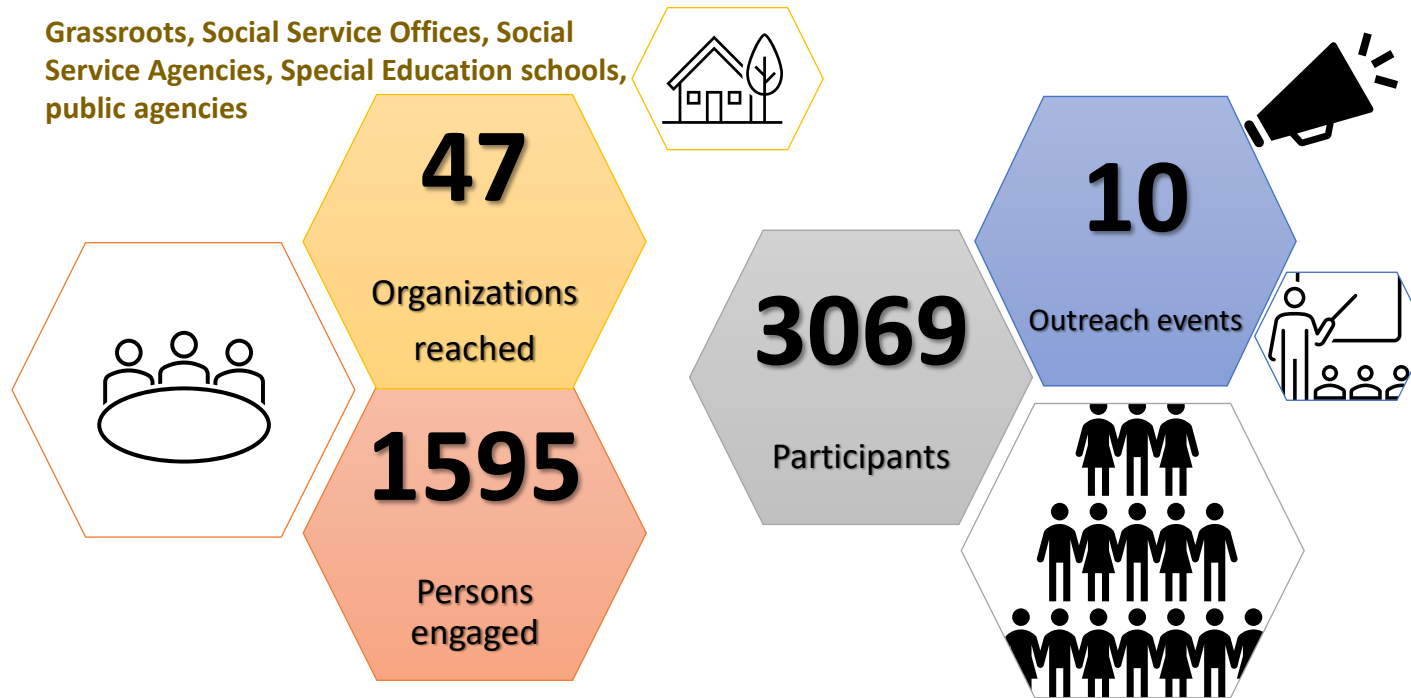 Grassroots, Social Service Offices, Social
Service Agencies, Special Education schools,
public agencies
47
Organizations
reached
1595
Persons
engaged
10
Outreach events
3069
Participants